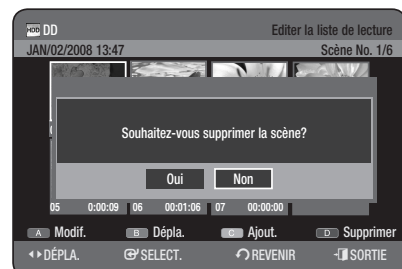 HDD DD Editer la liste de lecture
JAN/02/2008 13:47 Scène No. 1/6
Souhaitez-vous supprimer la scène?
Oui Non
05 0:00:09 06 00:01:06 07 00:00:00
A Modif. B Dépla. C Ajout. D Supprimer
DÉPLA. SELECT. REVENIR SORTIE